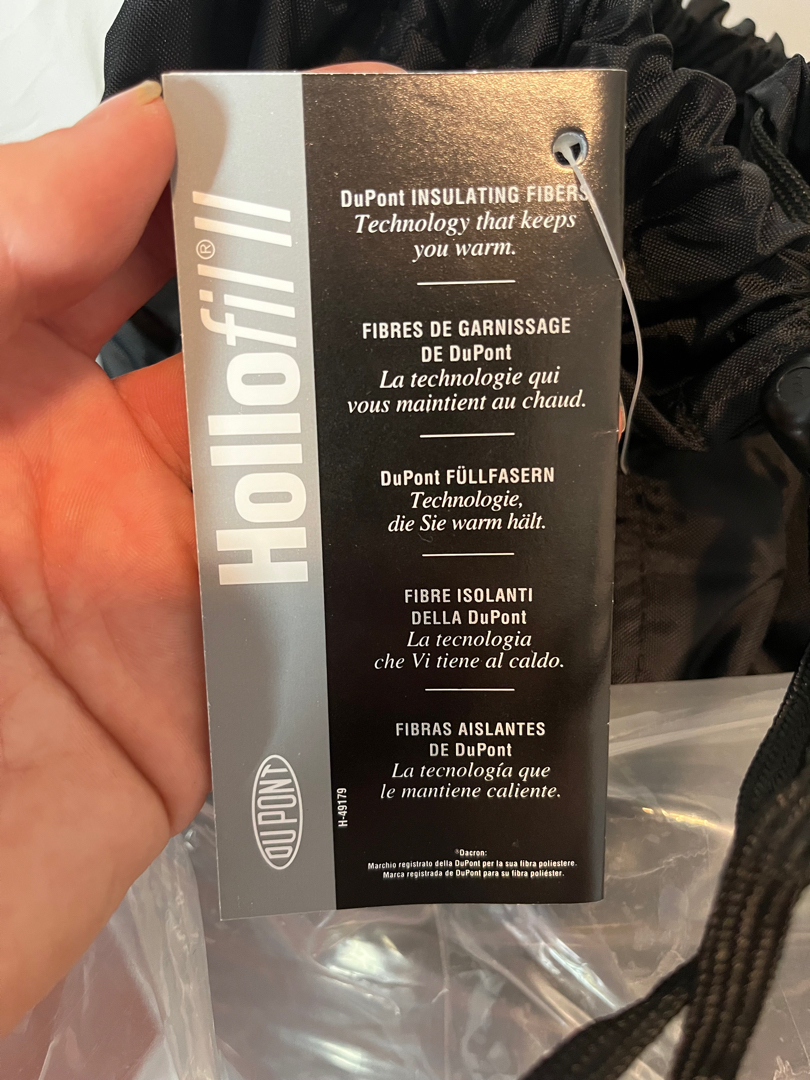 Hollofil® II
DU PONT
H-49179
DuPont INSULATING FIBERS
Technology that keeps
you warm.
FIBRES DE GARNISSAGE
DE DuPont
La technologie qui
vous maintient au chaud.
DuPont FÜLLFASERN
Technologie,
die Sie warm hält.
FIBRE ISOLANTI
DELLA DuPont
La tecnologia
che Vi tiene al caldo.
FIBRAS AISLANTES
DE DuPont
La tecnología que
le mantiene caliente.
®Dacron:
Marchio registrato della DuPont per la sua fibra poliestere.
Marca registrada de DuPont para su fibra poliéster.